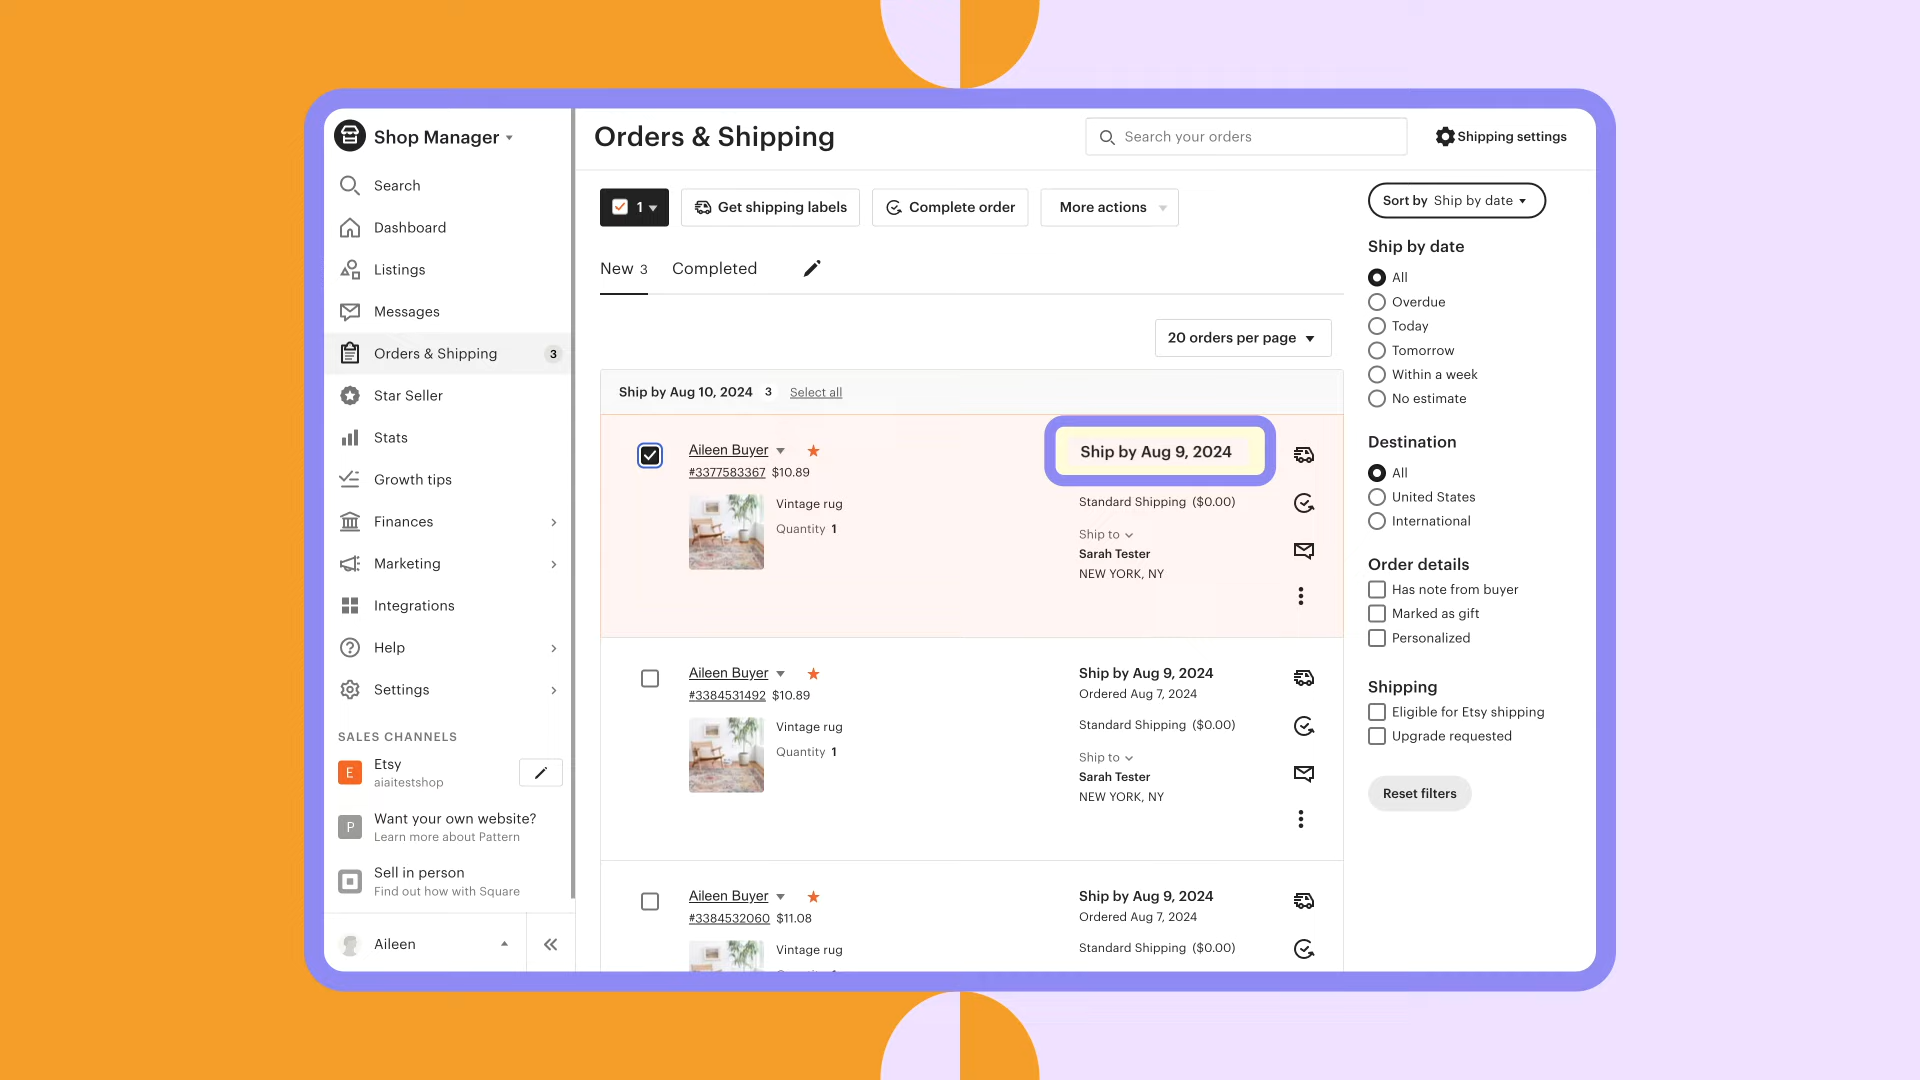 Shop Manager
Search
Dashboard
Listings
Messages
Orders & Shipping 3
Star Seller
Stats
Growth tips
Finances
Marketing
Integrations
Help
Settings
SALES CHANNELS
E Etsy
aiaitestshop
P Want your own website?
Learn more about Pattern
Sell in person
Find out how with Square
Aileen
Orders & Shipping
Search your orders
Shipping settings
1
Get shipping labels
Complete order
More actions
New 3
Completed
20 orders per page
Ship by Aug 10, 2024 3 Select all
Aileen Buyer
#3377583367 $10.89
Vintage rug
Quantity 1
Ship by Aug 9, 2024
Standard Shipping ($0.00)
Ship to
Sarah Tester
NEW YORK, NY
Aileen Buyer
#3384531492 $10.89
Vintage rug
Quantity 1
Ship by Aug 9, 2024
Ordered Aug 7, 2024
Standard Shipping ($0.00)
Ship to
Sarah Tester
NEW YORK, NY
Aileen Buyer
#3384532060 $11.08
Vintage rug
Ship by Aug 9, 2024
Ordered Aug 7, 2024
Standard Shipping ($0.00)
Sort by Ship by date
Ship by date
All
Overdue
Today
Tomorrow
Within a week
No estimate
Destination
All
United States
International
Order details
Has note from buyer
Marked as gift
Personalized
Shipping
Eligible for Etsy shipping
Upgrade requested
Reset filters